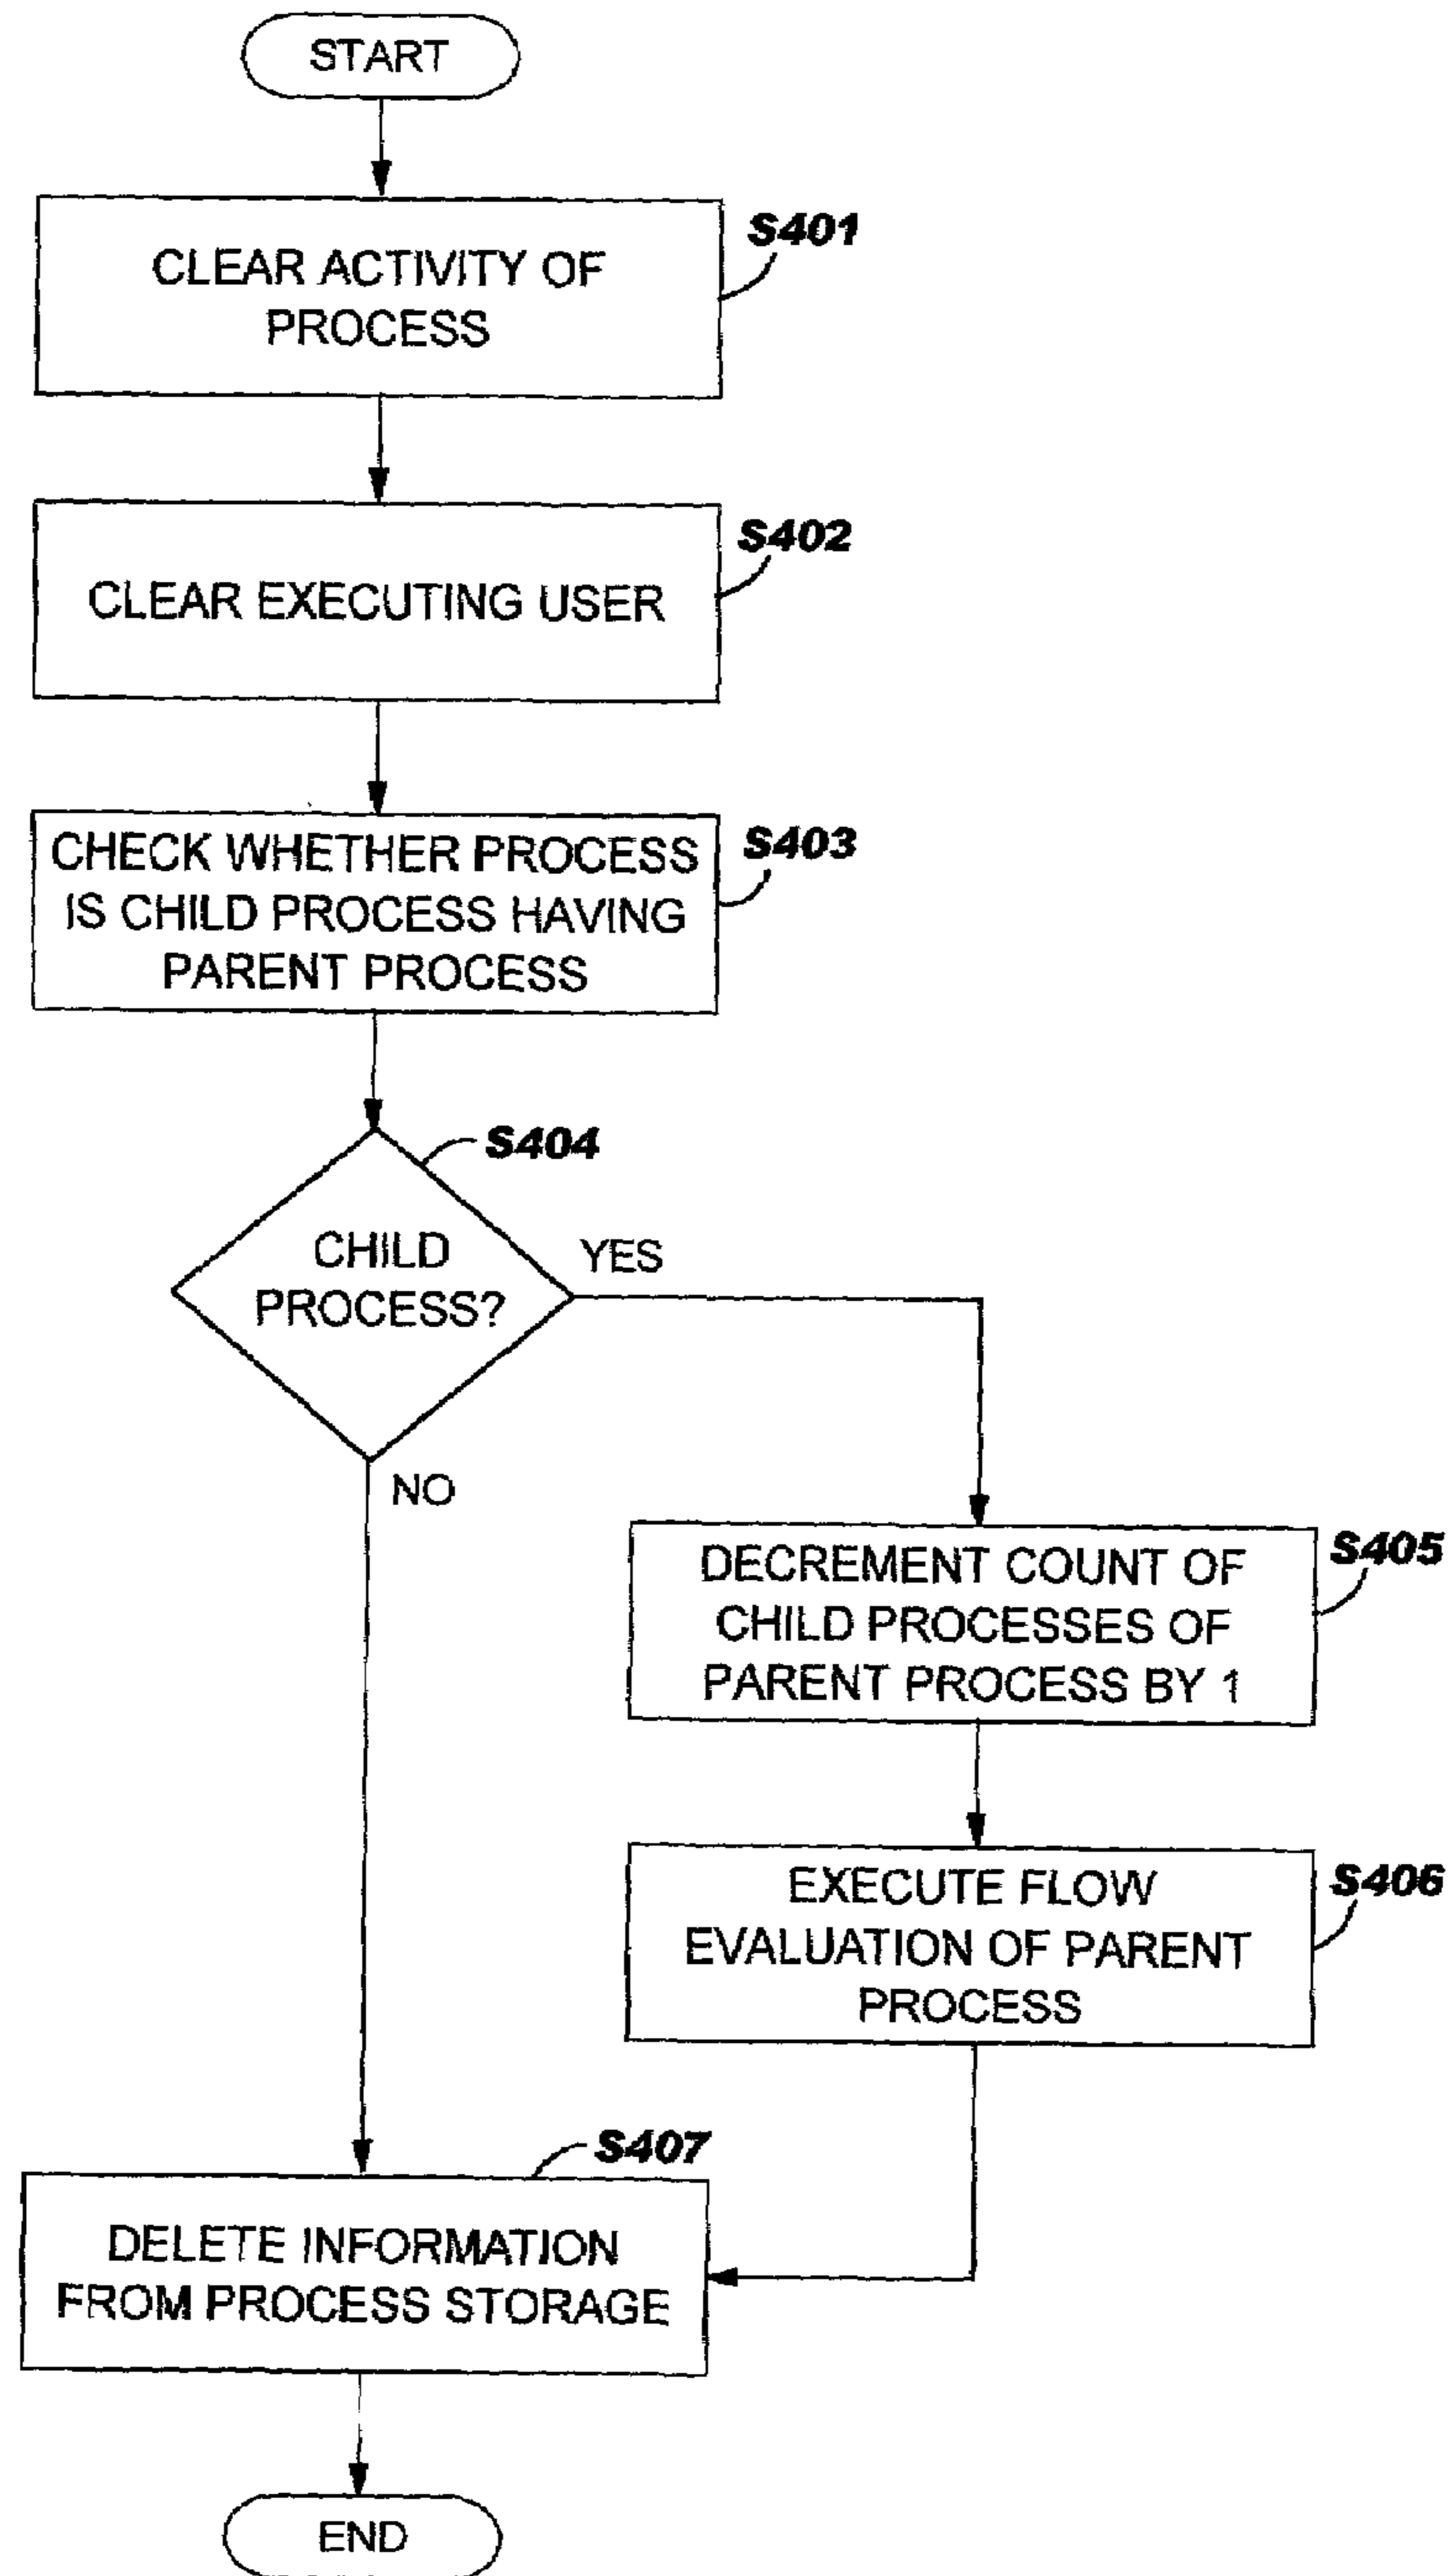 START
CLEAR ACTIVITY OF
PROCESS
S401
CLEAR EXECUTING USER
S402
CHECK WHETHER PROCESS
IS CHILD PROCESS HAVING
PARENT PROCESS
S403
S404
CHILD
PROCESS?
YES
NO
DECREMENT COUNT OF
CHILD PROCESSES OF
PARENT PROCESS BY 1
S405
EXECUTE FLOW
EVALUATION OF PARENT
PROCESS
S406
S407
DELETE INFORMATION
FROM PROCESS STORAGE
END